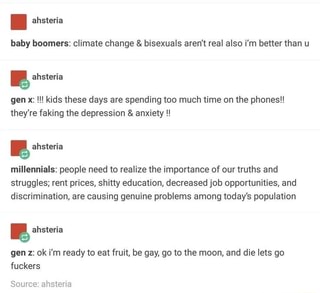 ahsteria
baby boomers: climate change & bisexuals aren't real also i'm better than u
ahsteria
gen x: !!! kids these days are spending too much time on the phones!!
they're faking the depression & anxiety !!
ahsteria
millennials: people need to realize the importance of our truths and
struggles; rent prices, shitty education, decreased job opportunities, and
discrimination, are causing genuine problems among today's population
ahsteria
gen z: ok i'm ready to eat fruit, be gay, go to the moon, and die lets go
fuckers
Source: ahsteria